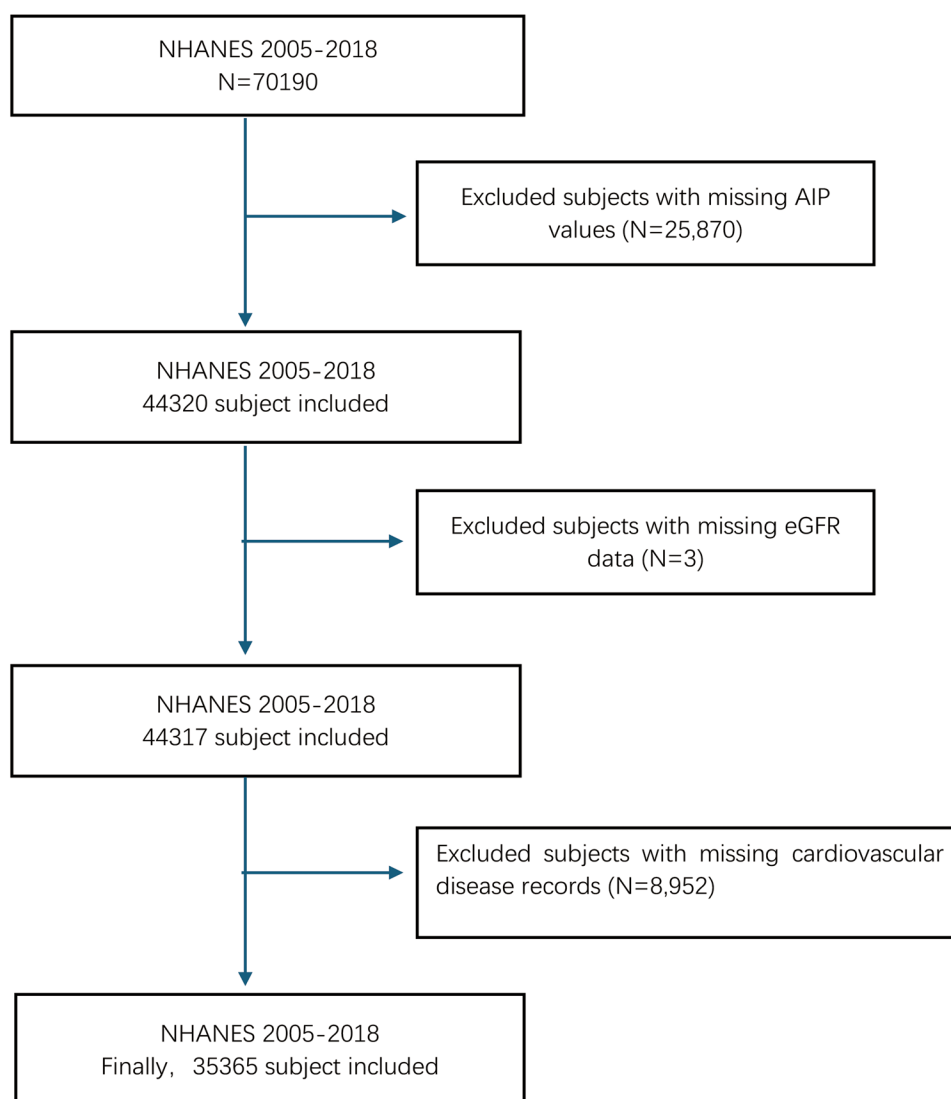 NHANES 2005-2018
N=70190
Excluded subjects with missing AIP
values (N=25,870)
NHANES 2005-2018
44320 subject included
Excluded subjects with missing eGFR
data (N=3)
NHANES 2005-2018
44317 subject included
Excluded subjects with missing cardiovascular
disease records (N=8,952)
NHANES 2005-2018
Finally,  35365 subject included